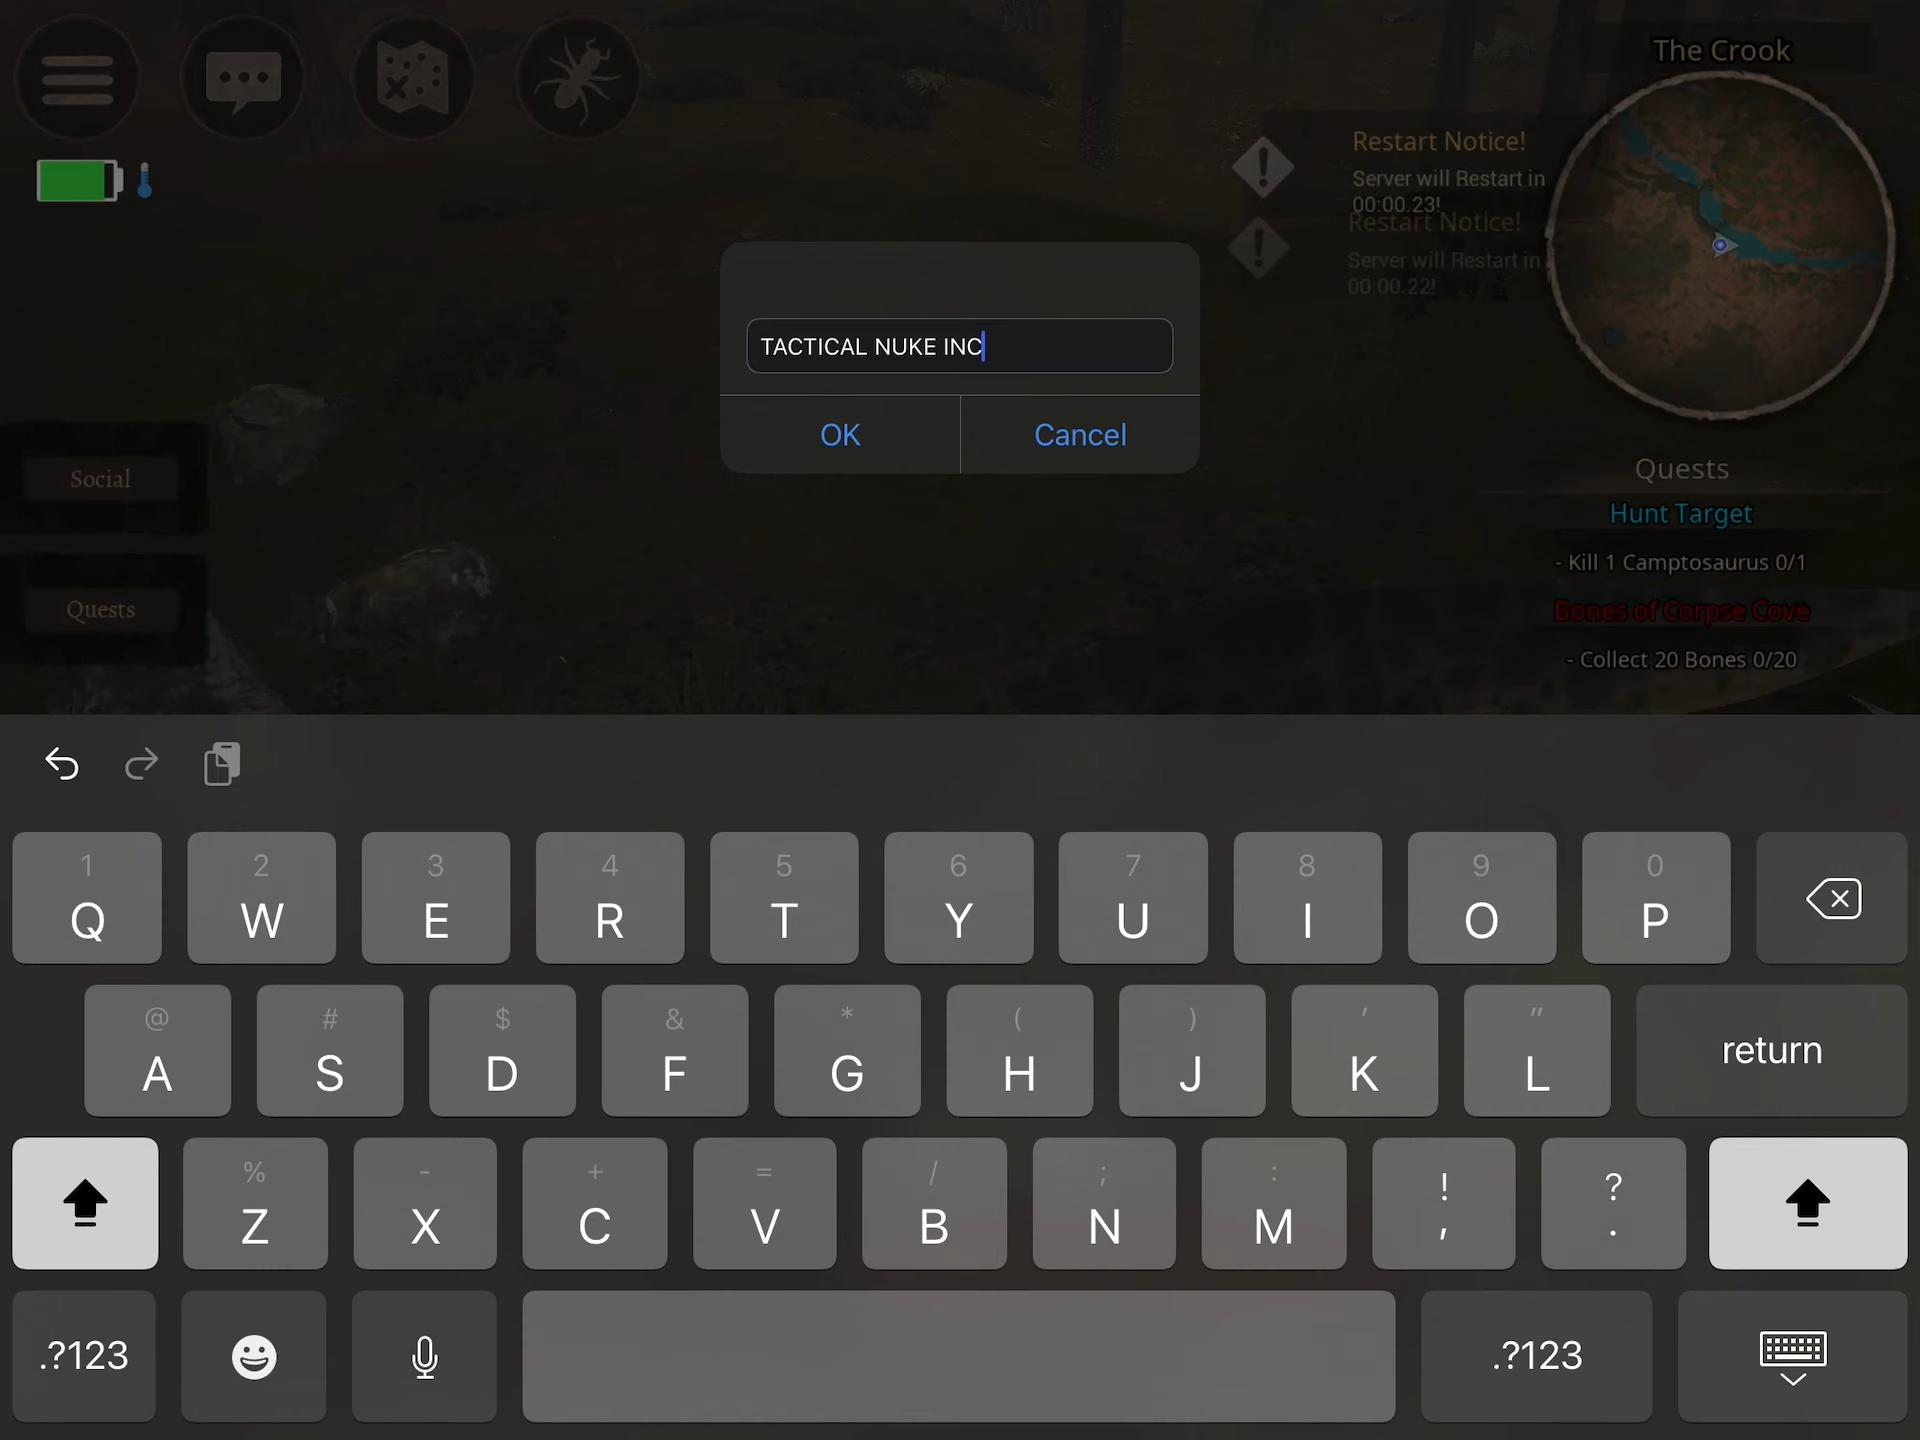 The Crook
Restart Notice!
Server will Restart in
00:00.23!
Restart Notice!
Server will Restart in
00:00.22!
TACTICAL NUKE INC
OK
Cancel
Social
Quests
Quests
Hunt Target
- Kill 1 Camptosaurus 0/1
Bones of Corpse Cove
- Collect 20 Bones 0/20
1 2 3 4 5 6 7 8 9 0
Q W E R T Y U I O P
@ # $ & * ( ) ' "
A S D F G H J K L return
% - + = / ; : ! ?
Z X C V B N M , .
.?123 .?123